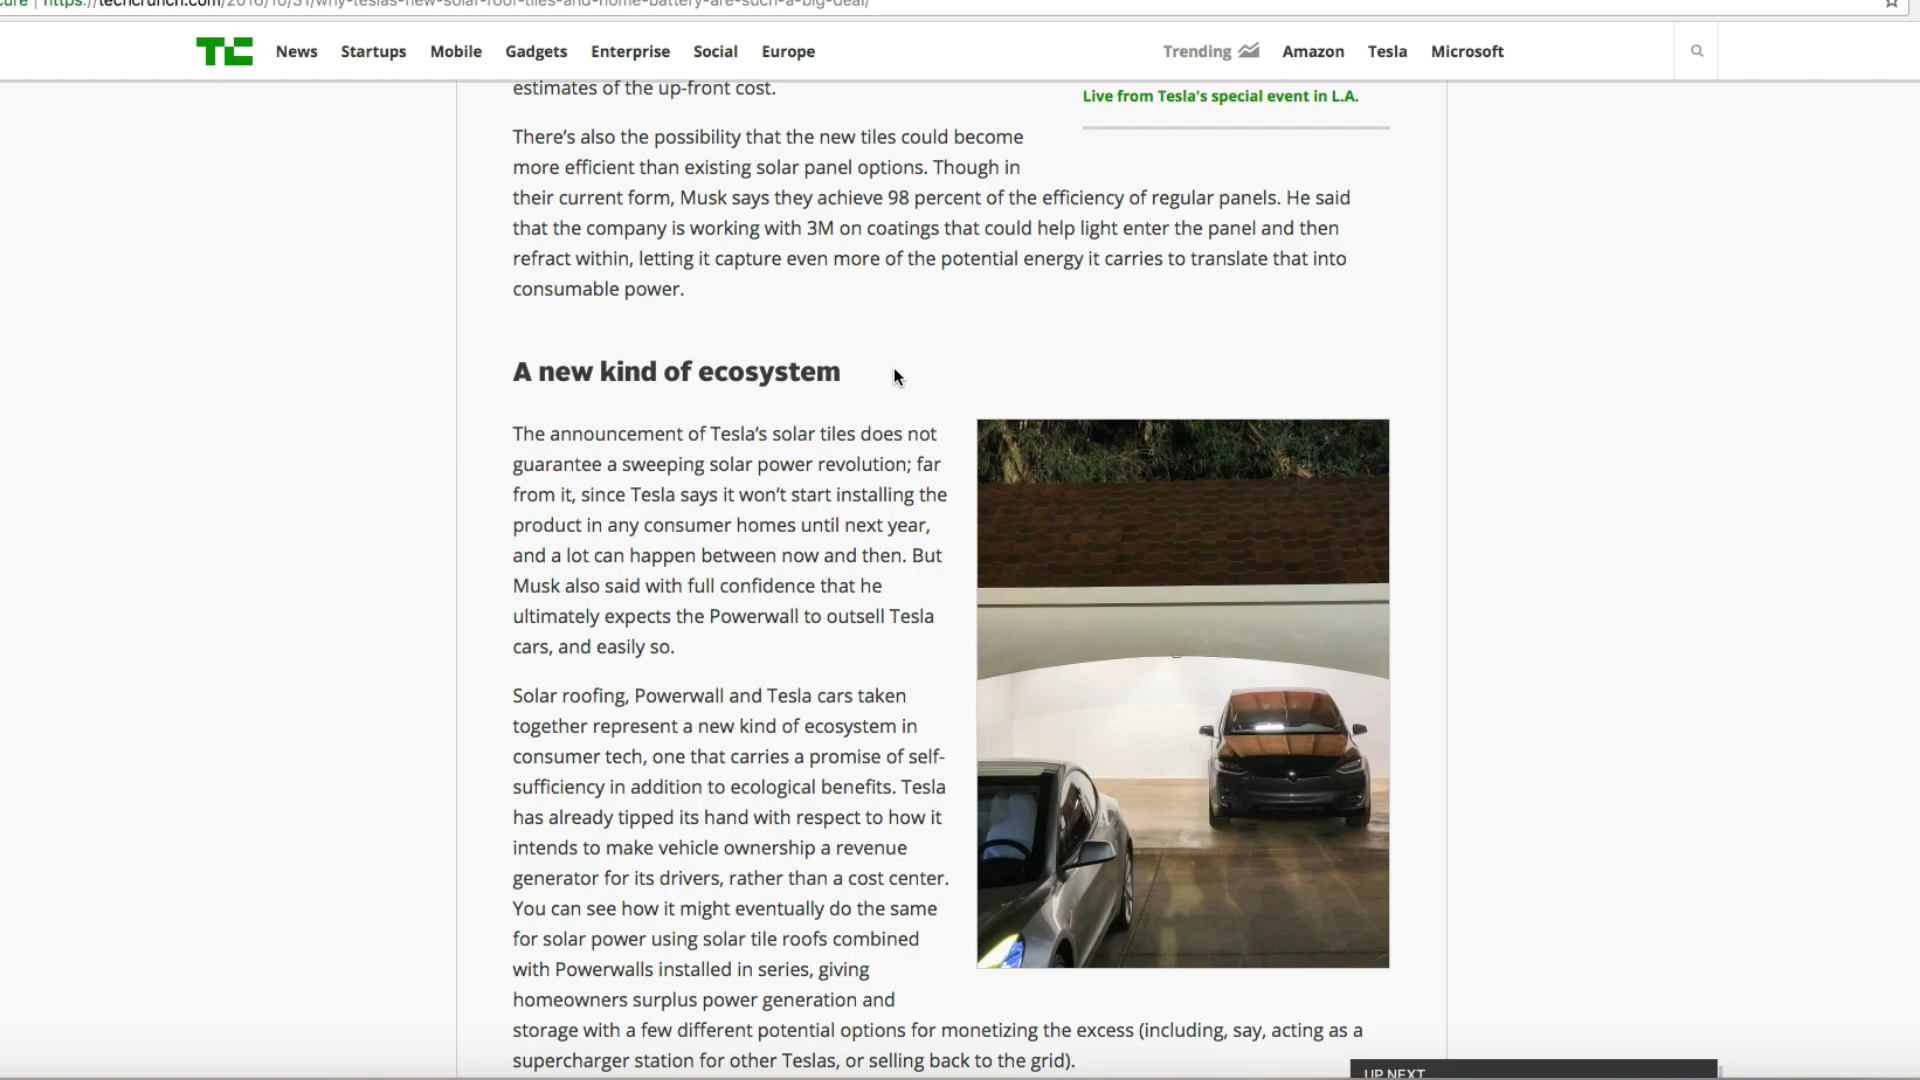 https://techcrunch.com/2016/10/31/why-teslas-new-solar-roof-tiles-and-home-battery-are-such-a-big-deal/
TC News Startups Mobile Gadgets Enterprise Social Europe Trending Amazon Tesla Microsoft
estimates of the up-front cost.
Live from Tesla's special event in L.A.
There’s also the possibility that the new tiles could become
more efficient than existing solar panel options. Though in
their current form, Musk says they achieve 98 percent of the efficiency of regular panels. He said
that the company is working with 3M on coatings that could help light enter the panel and then
refract within, letting it capture even more of the potential energy it carries to translate that into
consumable power.
A new kind of ecosystem
The announcement of Tesla’s solar tiles does not
guarantee a sweeping solar power revolution; far
from it, since Tesla says it won’t start installing the
product in any consumer homes until next year,
and a lot can happen between now and then. But
Musk also said with full confidence that he
ultimately expects the Powerwall to outsell Tesla
cars, and easily so.
Solar roofing, Powerwall and Tesla cars taken
together represent a new kind of ecosystem in
consumer tech, one that carries a promise of self-
sufficiency in addition to ecological benefits. Tesla
has already tipped its hand with respect to how it
intends to make vehicle ownership a revenue
generator for its drivers, rather than a cost center.
You can see how it might eventually do the same
for solar power using solar tile roofs combined
with Powerwalls installed in series, giving
homeowners surplus power generation and
storage with a few different potential options for monetizing the excess (including, say, acting as a
supercharger station for other Teslas, or selling back to the grid).
UP NEXT